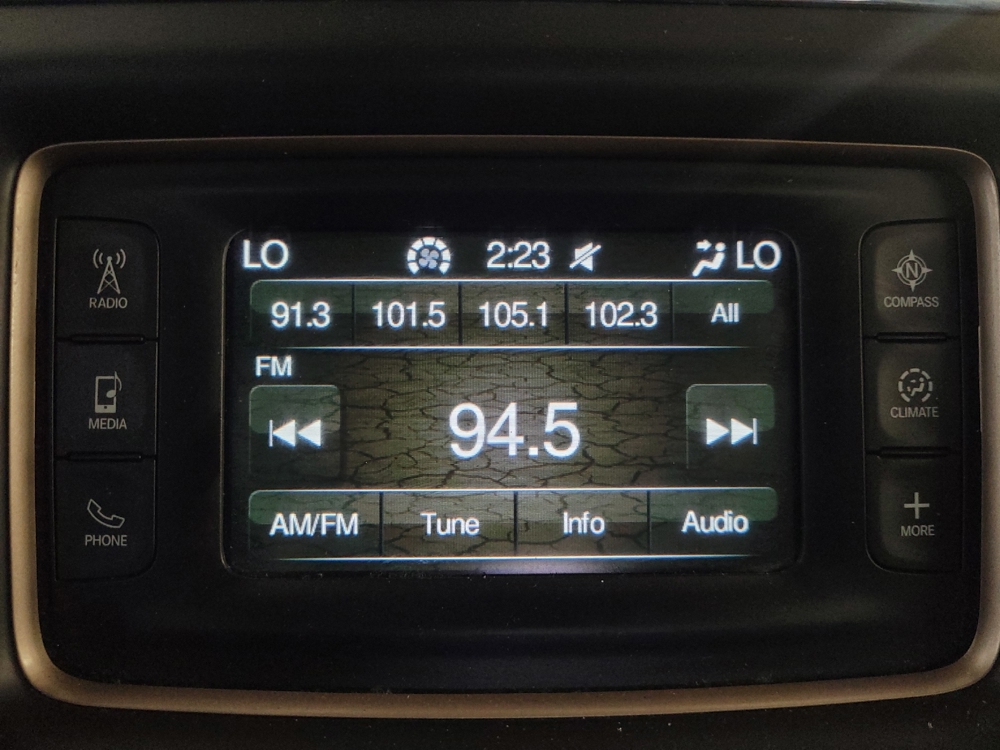 LO 2:23 LO
91.3 101.5 105.1 102.3 All
FM
94.5
AM/FM Tune Info Audio
RADIO
MEDIA
PHONE
N
COMPASS
CLIMATE
MORE